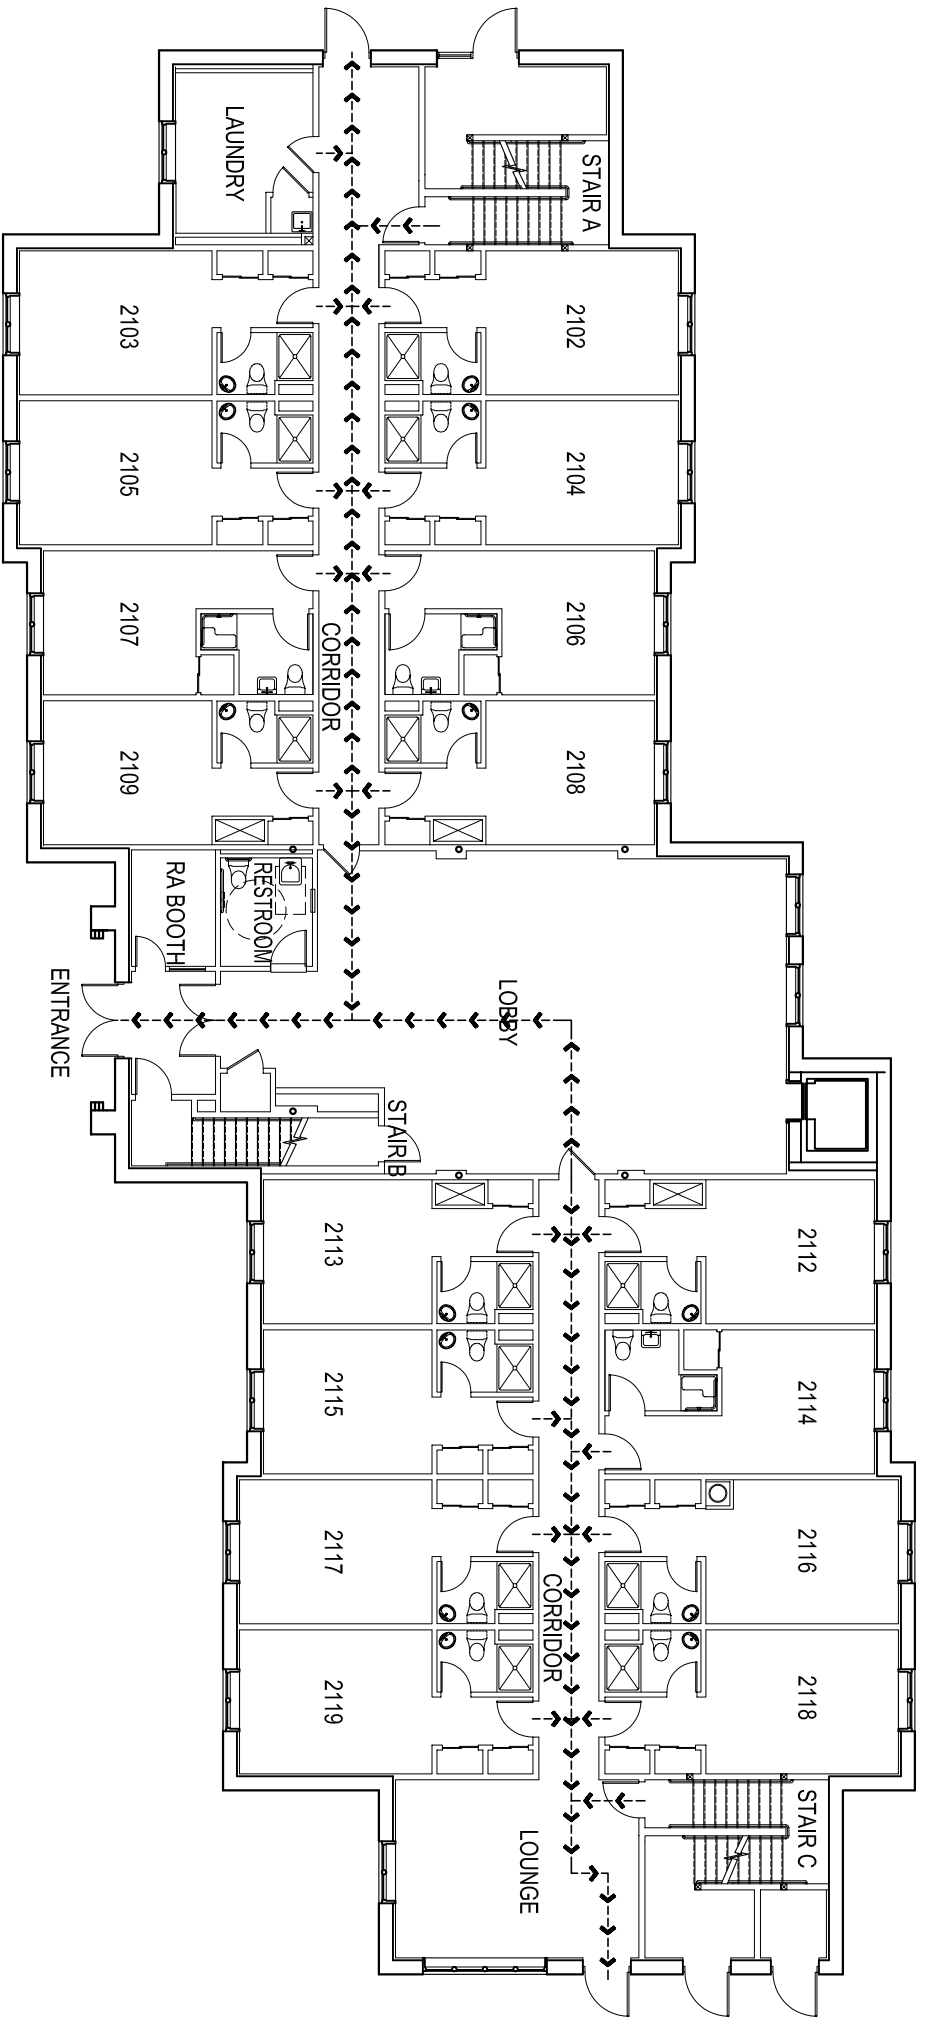 LAUNDRY
STAIR A
2103
2102
2105
2104
2107
2106
CORRIDOR
2109
2108
RA BOOTH
RESTROOM
ENTRANCE
LOBBY
STAIR B
2113
2112
2115
2114
2117
2116
CORRIDOR
2119
2118
LOUNGE
STAIR C